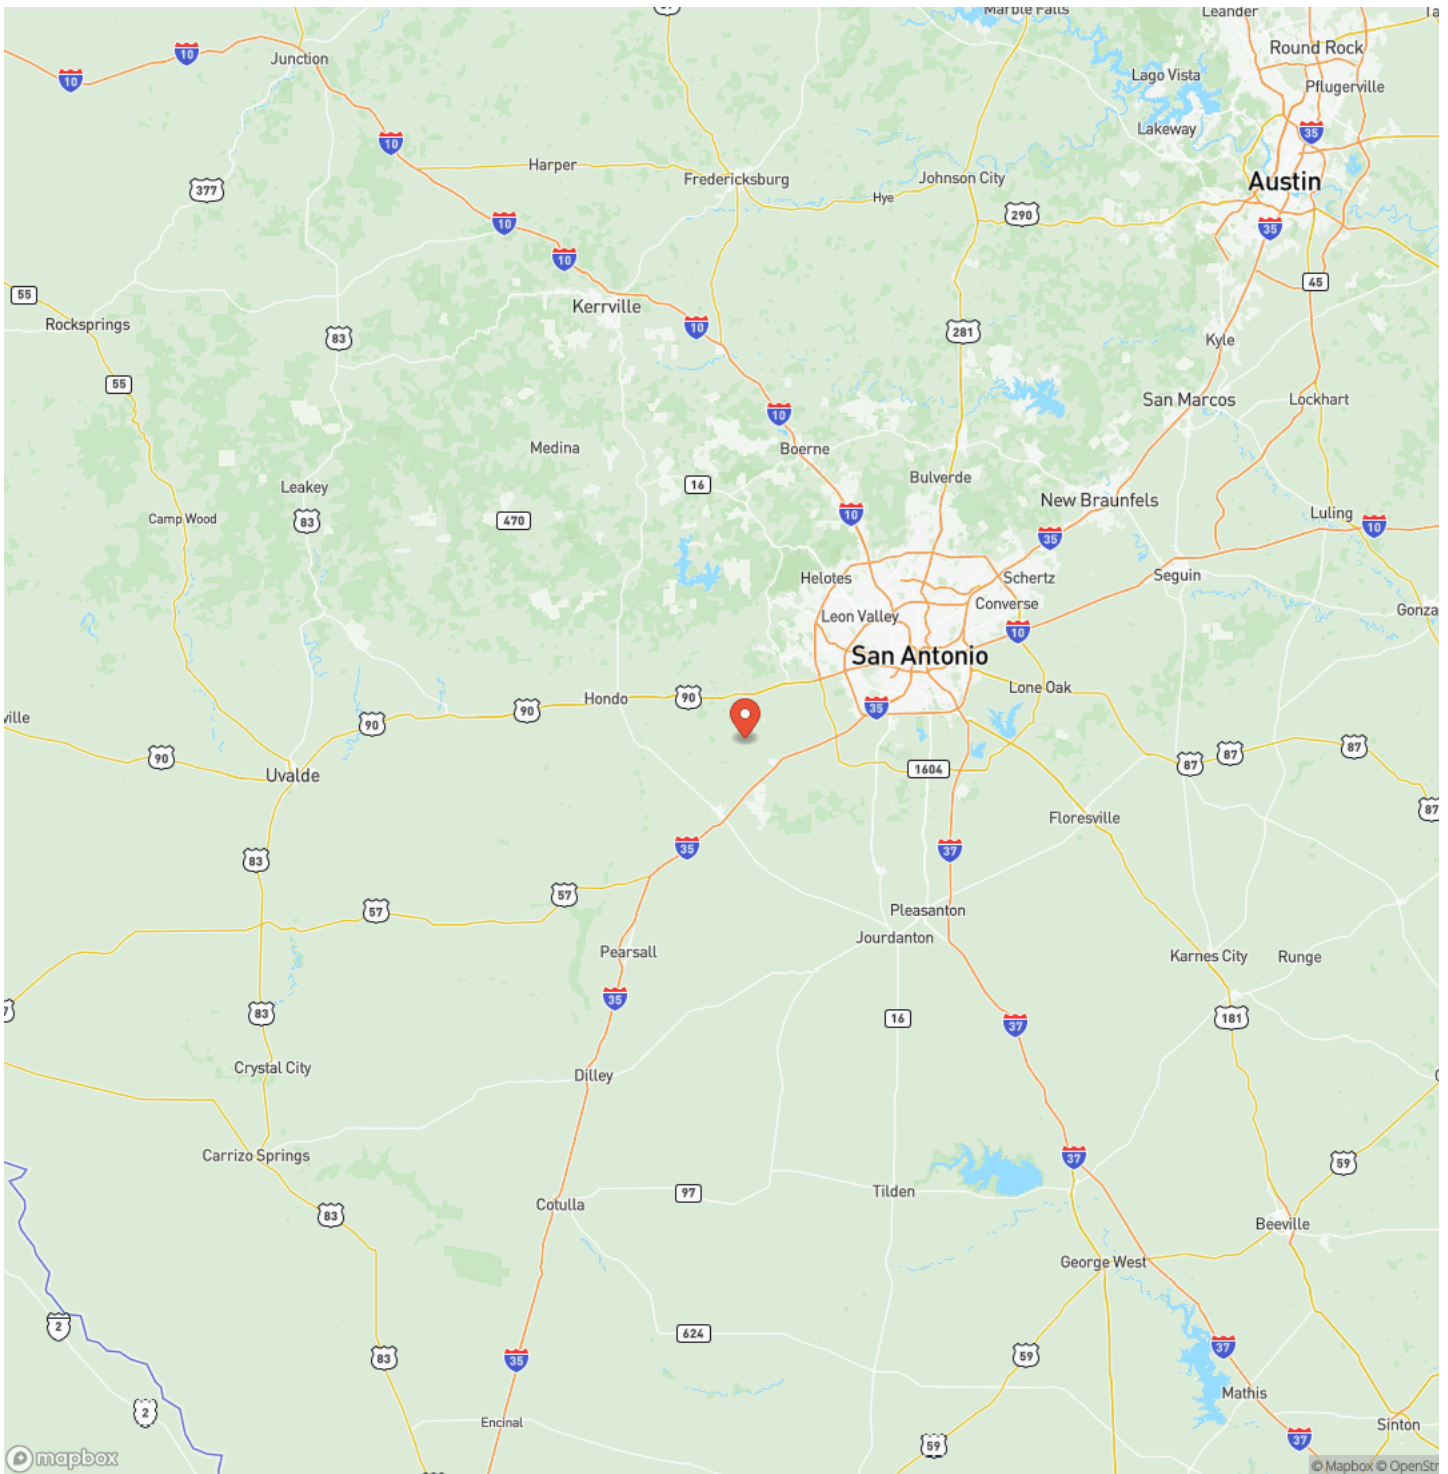 Marble Falls
Leander
Ta
Junction
Round Rock
10
10
Lago Vista
Pflugerville
Lakeway
35
10
Harper
Fredericksburg
Johnson City
Austin
377
Hye
290
10
35
10
55
45
Kerrville
Rocksprings
10
281
83
Kyle
55
San Marcos
Lockhart
10
Medina
Boerne
Bulverde
16
Leakey
New Braunfels
Camp Wood
83
470
10
Luling
10
35
Helotes
Schertz
Seguin
Converse
Gonza
Leon Valley
10
San Antonio
Lone Oak
Hondo
90
35
ville
90
90
90
87
87
87
Uvalde
1604
87
Floresville
83
35
37
57
57
Pleasanton
Jourdanton
Pearsall
Karnes City
Runge
35
7
83
16
37
181
Crystal City
Dilley
Carrizo Springs
37
59
97
Tilden
Cotulla
83
Beeville
George West
2
624
37
83
35
59
Mathis
2
Encinal
Sinton
59
37
mapbox
© Mapbox © OpenStr